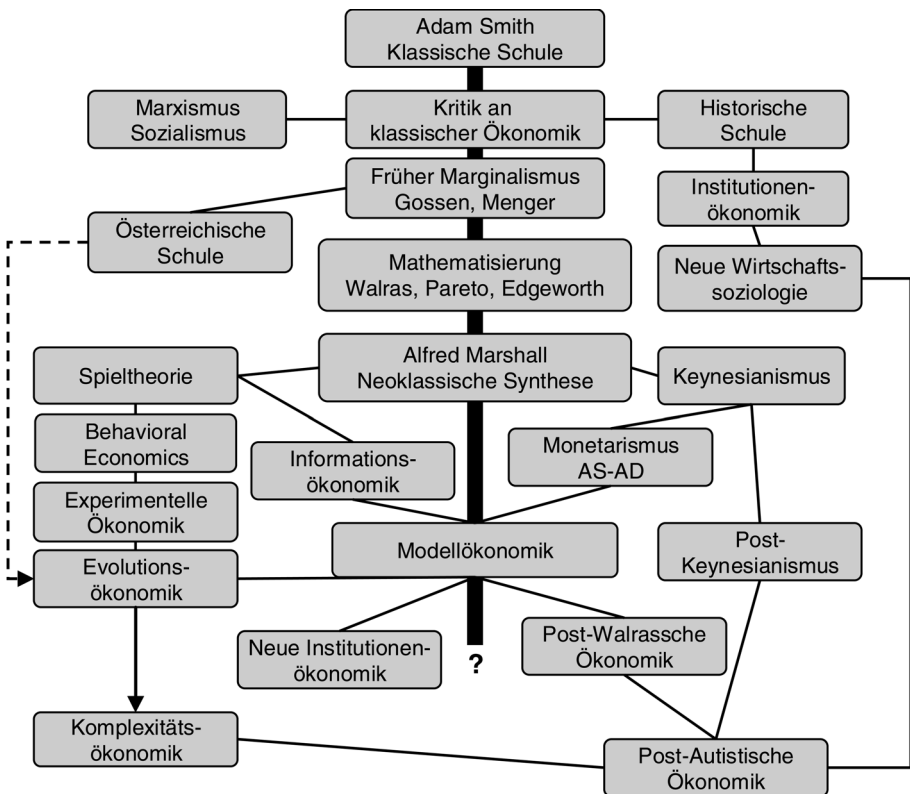 Adam Smith
Klassische Schule
Marxismus
Sozialismus
Kritik an
klassischer Ökonomik
Historische
Schule
Früher Marginalismus
Gossen, Menger
Institutionen-
ökonomik
Österreichische
Schule
Mathematisierung
Walras, Pareto, Edgeworth
Neue Wirtschafts-
soziologie
Spieltheorie
Alfred Marshall
Neoklassische Synthese
Keynesianismus
Behavioral
Economics
Informations-
ökonomik
Monetarismus
AS-AD
Experimentelle
Ökonomik
Modellökonomik
Post-
Keynesianismus
Evolutions-
ökonomik
Neue Institutionen-
ökonomik
?
Post-Walrassche
Ökonomik
Komplexitäts-
ökonomik
Post-Autistische
Ökonomik